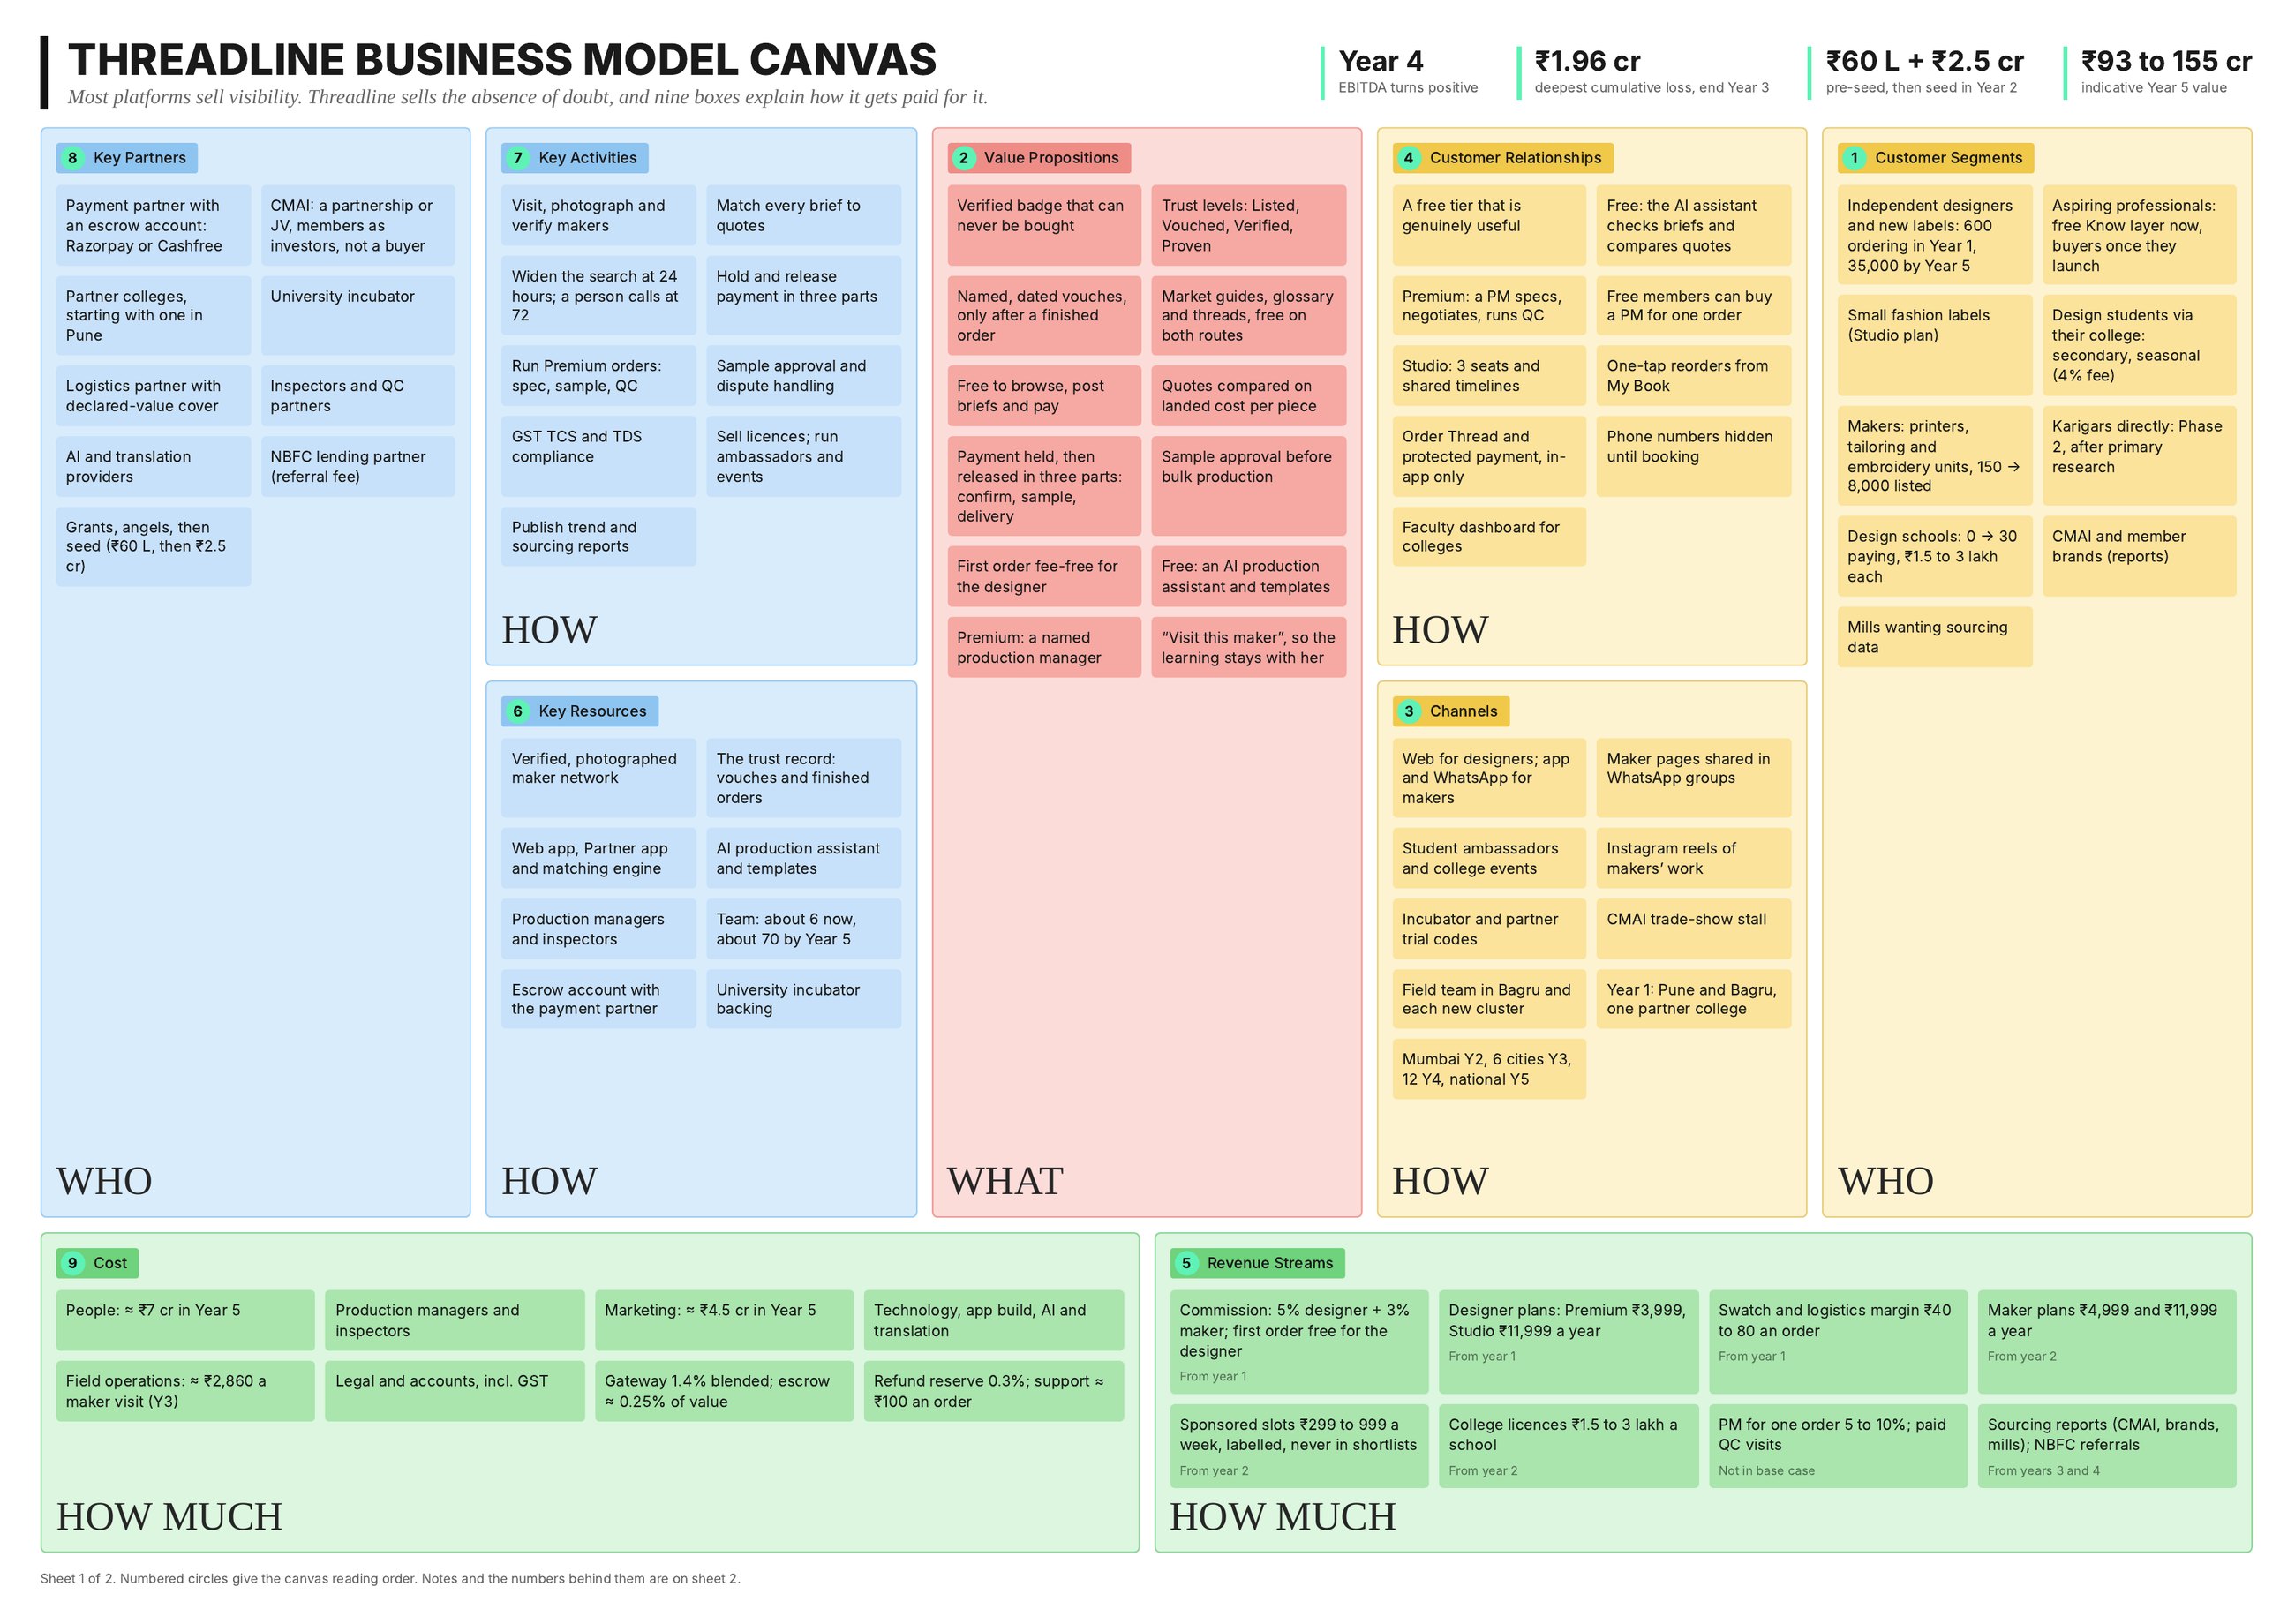 THREADLINE BUSINESS MODEL CANVAS
Most platforms sell visibility. Threadline sells the absence of doubt, and nine boxes explain how it gets paid for it.
Year 4
EBITDA turns positive
₹1.96 cr
deepest cumulative loss, end Year 3
₹60 L + ₹2.5 cr
pre-seed, then seed in Year 2
₹93 to 155 cr
indicative Year 5 value
8 Key Partners
Payment partner with
an escrow account:
Razorpay or Cashfree
CMAI: a partnership or
JV, members as
investors, not a buyer
Partner colleges,
starting with one in
Pune
University incubator
Logistics partner with
declared-value cover
Inspectors and QC
partners
AI and translation
providers
NBFC lending partner
(referral fee)
Grants, angels, then
seed (₹60 L, then ₹2.5
cr)
WHO
7 Key Activities
Visit, photograph and
verify makers
Match every brief to
quotes
Widen the search at 24
hours; a person calls at
72
Hold and release
payment in three parts
Run Premium orders:
spec, sample, QC
Sample approval and
dispute handling
GST TCS and TDS
compliance
Sell licences; run
ambassadors and
events
Publish trend and
sourcing reports
HOW
6 Key Resources
Verified, photographed
maker network
The trust record:
vouches and finished
orders
Web app, Partner app
and matching engine
AI production assistant
and templates
Production managers
and inspectors
Team: about 6 now,
about 70 by Year 5
Escrow account with
the payment partner
University incubator
backing
HOW
2 Value Propositions
Verified badge that can
never be bought
Trust levels: Listed,
Vouched, Verified,
Proven
Named, dated vouches,
only after a finished
order
Market guides, glossary
and threads, free on
both routes
Free to browse, post
briefs and pay
Quotes compared on
landed cost per piece
Payment held, then
released in three parts:
confirm, sample,
delivery
Sample approval before
bulk production
First order fee-free for
the designer
Free: an AI production
assistant and templates
Premium: a named
production manager
“Visit this maker”, so the
learning stays with her
WHAT
4 Customer Relationships
A free tier that is
genuinely useful
Free: the AI assistant
checks briefs and
compares quotes
Premium: a PM specs,
negotiates, runs QC
Free members can buy
a PM for one order
Studio: 3 seats and
shared timelines
One-tap reorders from
My Book
Order Thread and
protected payment, in-
app only
Phone numbers hidden
until booking
Faculty dashboard for
colleges
HOW
3 Channels
Web for designers; app
and WhatsApp for
makers
Maker pages shared in
WhatsApp groups
Student ambassadors
and college events
Instagram reels of
makers’ work
Incubator and partner
trial codes
CMAI trade-show stall
Field team in Bagru and
each new cluster
Year 1: Pune and Bagru,
one partner college
Mumbai Y2, 6 cities Y3,
12 Y4, national Y5
HOW
1 Customer Segments
Independent designers
and new labels: 600
ordering in Year 1,
35,000 by Year 5
Aspiring professionals:
free Know layer now,
buyers once they
launch
Small fashion labels
(Studio plan)
Design students via
their college:
secondary, seasonal
(4% fee)
Makers: printers,
tailoring and
embroidery units, 150 →
8,000 listed
Karigars directly: Phase
2, after primary
research
Design schools: 0 → 30
paying, ₹1.5 to 3 lakh
each
CMAI and member
brands (reports)
Mills wanting sourcing
data
WHO
9 Cost
People: ≈ ₹7 cr in Year 5
Production managers and
inspectors
Marketing: ≈ ₹4.5 cr in Year 5
Technology, app build, AI and
translation
Field operations: ≈ ₹2,860 a
maker visit (Y3)
Legal and accounts, incl. GST
Gateway 1.4% blended; escrow
≈ 0.25% of value
Refund reserve 0.3%; support ≈
₹100 an order
HOW MUCH
5 Revenue Streams
Commission: 5% designer + 3%
maker; first order free for the
designer
From year 1
Designer plans: Premium ₹3,999,
Studio ₹11,999 a year
From year 1
Swatch and logistics margin ₹40
to 80 an order
From year 1
Maker plans ₹4,999 and ₹11,999
a year
From year 2
Sponsored slots ₹299 to 999 a
week, labelled, never in shortlists
From year 2
College licences ₹1.5 to 3 lakh a
school
From year 2
PM for one order 5 to 10%; paid
QC visits
Not in base case
Sourcing reports (CMAI, brands,
mills); NBFC referrals
From years 3 and 4
HOW MUCH
Sheet 1 of 2. Numbered circles give the canvas reading order. Notes and the numbers behind them are on sheet 2.